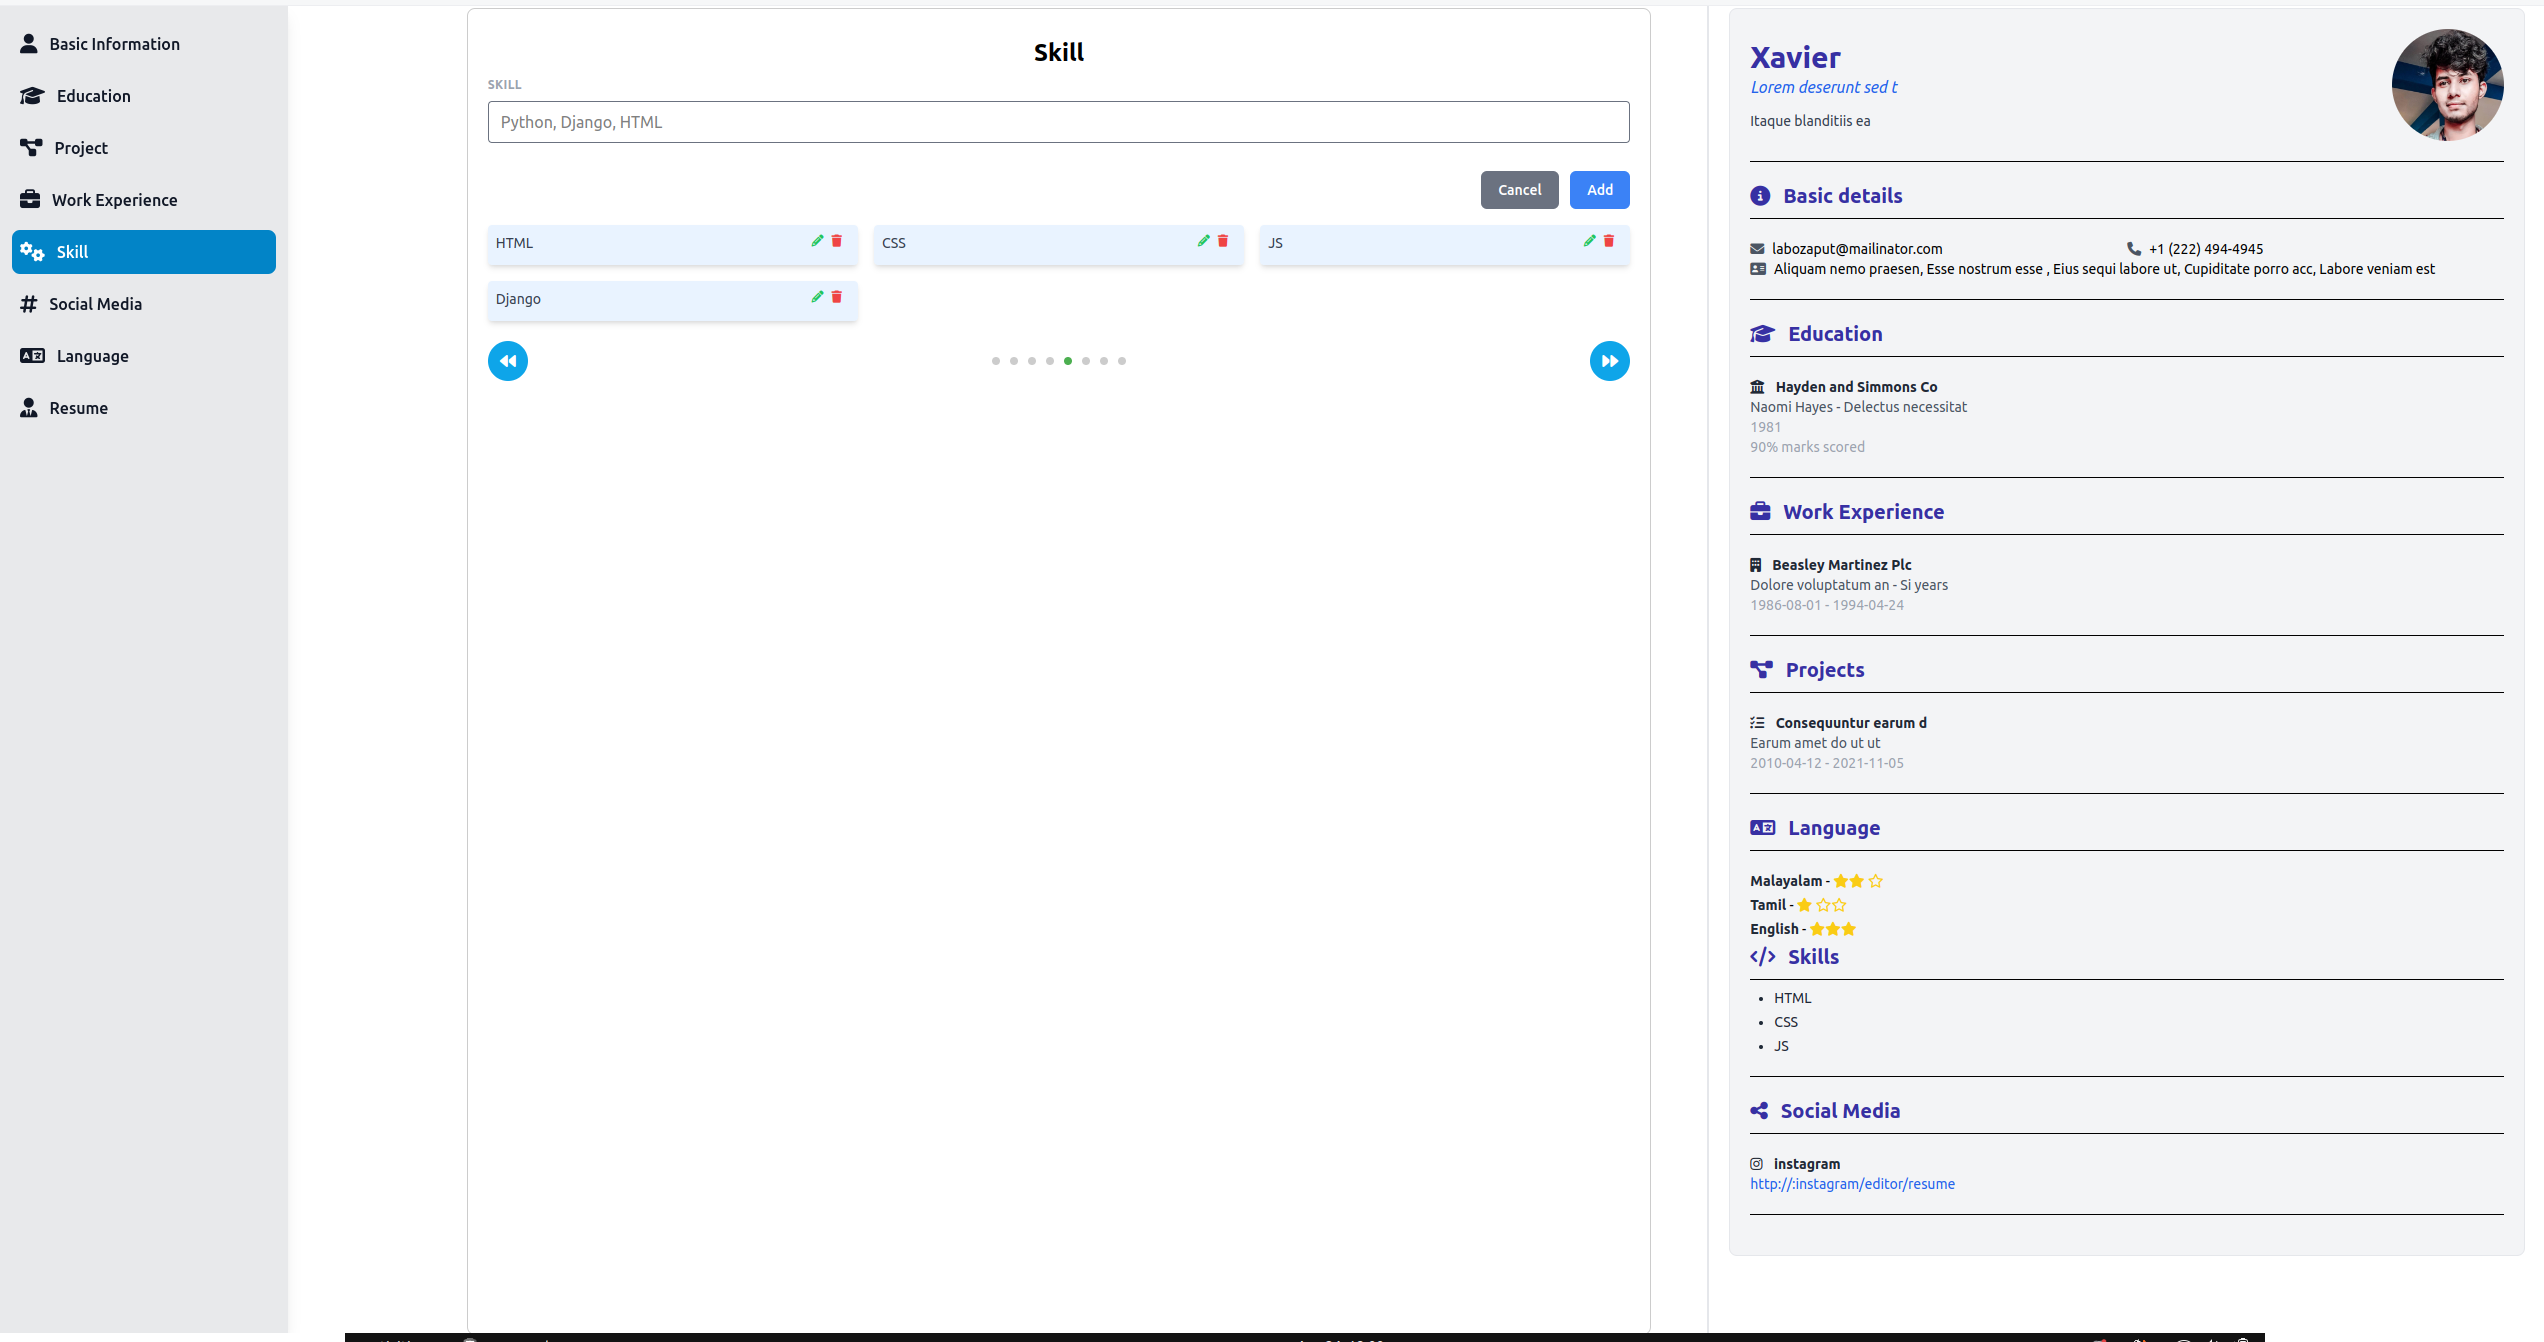 Basic Information
Education
Project
Work Experience
Skill
Social Media
Language
Resume
Skill
SKILL
Python, Django, HTML
Cancel
Add
HTML
CSS
JS
Django
Xavier
Lorem deserunt sed t
Itaque blanditiis ea
Basic details
labozaput@mailinator.com
+1 (222) 494-4945
Aliquam nemo praesen, Esse nostrum esse , Eius sequi labore ut, Cupiditate porro acc, Labore veniam est
Education
Hayden and Simmons Co
Naomi Hayes - Delectus necessitat
1981
90% marks scored
Work Experience
Beasley Martinez Plc
Dolore voluptatum an - Si years
1986-08-01 - 1994-04-24
Projects
Consequuntur earum d
Earum amet do ut ut
2010-04-12 - 2021-11-05
Language
Malayalam -
Tamil -
English -
Skills
• HTML
• CSS
• JS
Social Media
instagram
http://:instagram/editor/resume